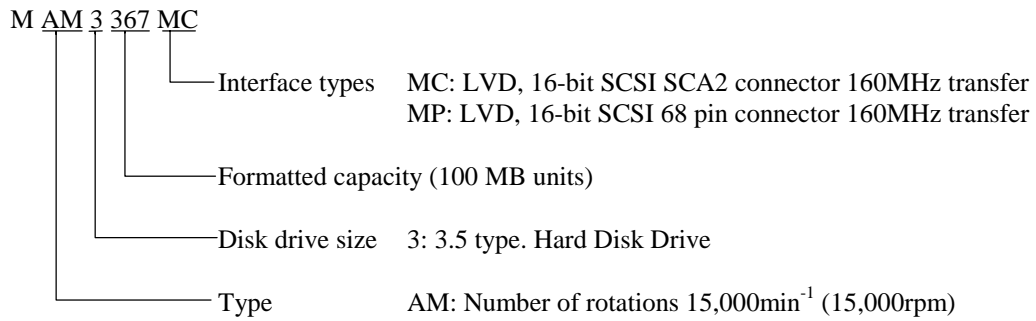 M AM 3 367 MC
Interface types MC: LVD, 16-bit SCSI SCA2 connector 160MHz transfer
MP: LVD, 16-bit SCSI 68 pin connector 160MHz transfer
Formatted capacity (100 MB units)
Disk drive size 3: 3.5 type. Hard Disk Drive
Type AM: Number of rotations 15,000min⁻¹ (15,000rpm)